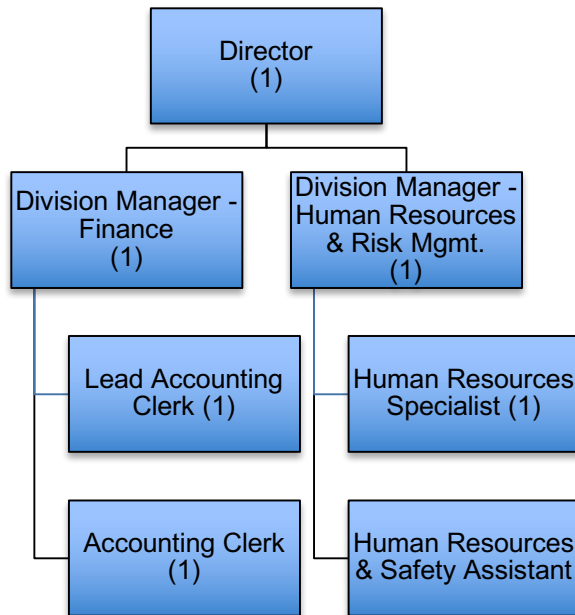 Director
(1)
Division Manager -
Finance
(1)
Division Manager -
Human Resources
& Risk Mgmt.
(1)
Lead Accounting
Clerk (1)
Human Resources
Specialist (1)
Accounting Clerk
(1)
Human Resources
& Safety Assistant